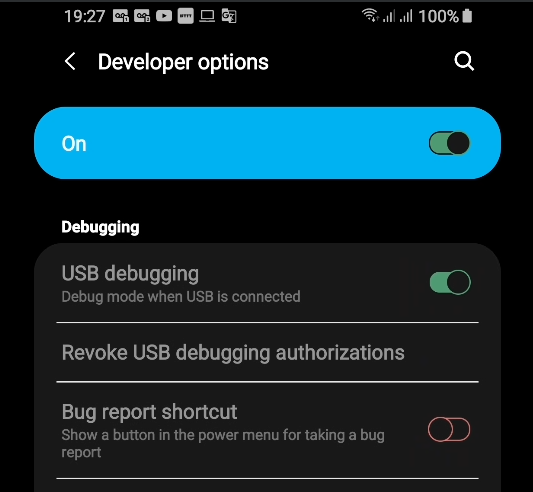 19:27 100%
Developer options
On
Debugging
USB debugging
Debug mode when USB is connected
Revoke USB debugging authorizations
Bug report shortcut
Show a button in the power menu for taking a bug
report